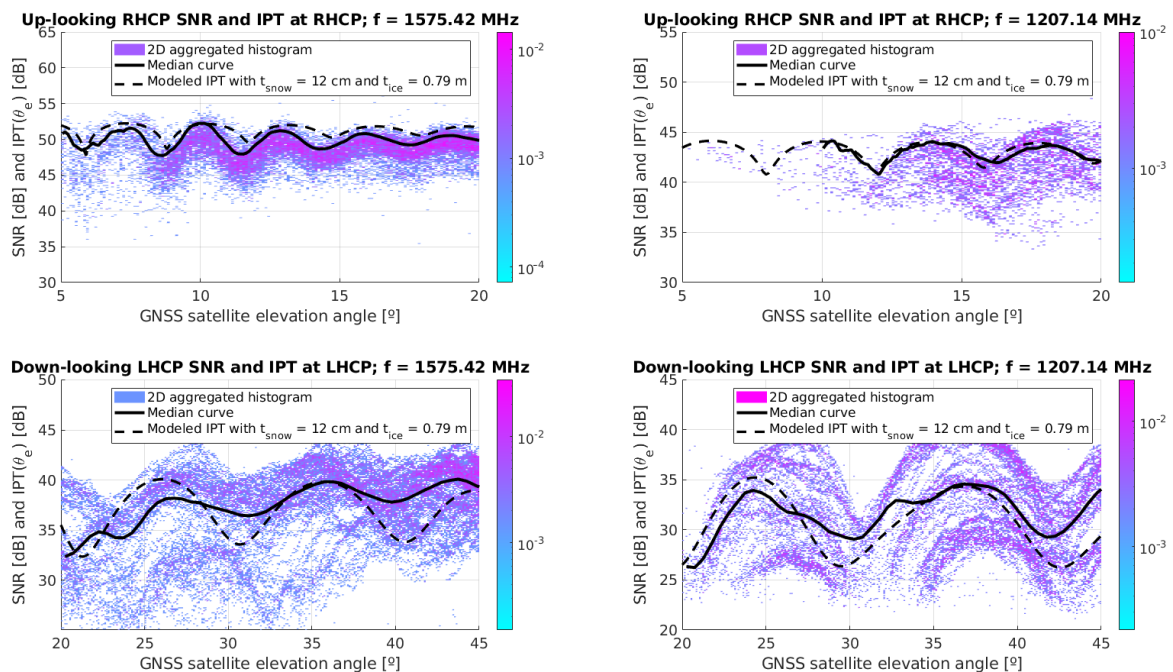 Up-looking RHCP SNR and IPT at RHCP; f = 1575.42 MHz
65
60
55
50
45
40
35
30
SNR [dB] and IPT(θe) [dB]
2D aggregated histogram
Median curve
Modeled IPT with tsnow = 12 cm and tice = 0.79 m
5
10
15
20
GNSS satellite elevation angle [º]
10-2
10-3
10-4
Up-looking RHCP SNR and IPT at RHCP; f = 1207.14 MHz
55
50
45
40
35
30
SNR [dB] and IPT(θe) [dB]
2D aggregated histogram
Median curve
Modeled IPT with tsnow = 12 cm and tice = 0.79 m
5
10
15
20
GNSS satellite elevation angle [º]
10-2
10-3
Down-looking LHCP SNR and IPT at LHCP; f = 1575.42 MHz
50
45
40
35
30
SNR [dB] and IPT(θe) [dB]
2D aggregated histogram
Median curve
Modeled IPT with tsnow = 12 cm and tice = 0.79 m
20
25
30
35
40
45
GNSS satellite elevation angle [º]
10-2
10-3
Down-looking LHCP SNR and IPT at LHCP; f = 1207.14 MHz
45
40
35
30
25
20
SNR [dB] and IPT(θe) [dB]
2D aggregated histogram
Median curve
Modeled IPT with tsnow = 12 cm and tice = 0.79 m
20
25
30
35
40
45
GNSS satellite elevation angle [º]
10-2
10-3